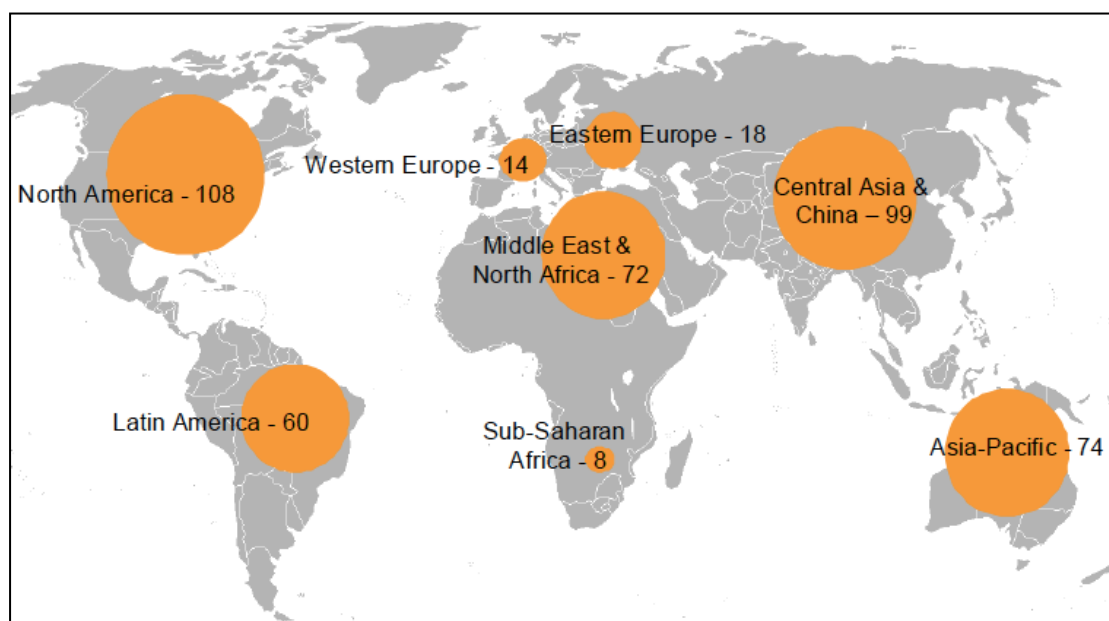 Eastern Europe - 18
Western Europe - 14
North America - 108
Central Asia &
China – 99
Middle East &
North Africa - 72
Latin America - 60
Sub-Saharan
Africa - 8
Asia-Pacific - 74